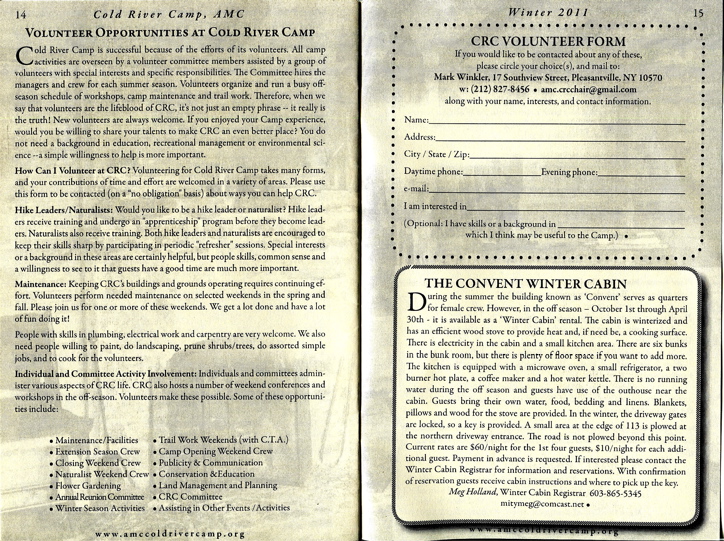 14 Cold River Camp, AMC
VOLUNTEER OPPORTUNITIES AT COLD RIVER CAMP
Cold River Camp is successful because of the efforts of its volunteers. All camp
activities are overseen by a volunteer committee members assisted by a group of
volunteers with special interests and specific responsibilities. The Committee hires the
managers and crew for each summer season. Volunteers organize and run a busy off-
season schedule of workshops, camp maintenance and trail work. Therefore, when we
say that volunteers are the lifeblood of CRC, it's not just an empty phrase -- it really is
the truth! New volunteers are always welcome. If you enjoyed your Camp experience,
would you be willing to share your talents to make CRC an even better place? You do
not need a background in education, recreational management or environmental sci-
ence --a simple willingness to help is more important.
How Can I Volunteer at CRC? Volunteering for Cold River Camp takes many forms,
and your contributions of time and effort are welcomed in a variety of areas. Please use
this form to be contacted (on a "no obligation" basis) about ways you can help CRC.
Hike Leaders/Naturalists: Would you like to be a hike leader or naturalist? Hike lead-
ers receive training and undergo an "apprenticeship" program before they become lead-
ers. Naturalists also receive training. Both hike leaders and naturalists are encouraged to
keep their skills sharp by participating in periodic "refresher" sessions. Special interests
or a background in these areas are certainly helpful, but people skills, common sense and
a willingness to see to it that guests have a good time are much more important.
Maintenance: Keeping CRC's buildings and grounds operating requires continuing ef-
fort. Volunteers perform needed maintenance on selected weekends in the spring and
fall. Please join us for one or more of these weekends. We get a lot done and have a lot
of fun doing it!
People with skills in plumbing, electrical work and carpentry are very welcome. We also
need people willing to paint, do landscaping, prune shrubs/trees, do assorted simple
jobs, and to cook for the volunteers.
Individual and Committee Activity Involvement: Individuals and committees admin-
ister various aspects of CRC life. CRC also hosts a number of weekend conferences and
workshops in the off-season. Volunteers make these possible. Some of these opportuni-
ties include:
• Maintenance/Facilities
• Extension Season Crew
• Closing Weekend Crew
• Naturalist Weekend Crew
• Flower Gardening
• Annual Reunion Committee
• Winter Season Activities
• Trail Work Weekends (with C.T.A.)
• Camp Opening Weekend Crew
• Publicity & Communication
• Conservation &Education
• Land Management and Planning
• CRC Committee
• Assisting in Other Events /Activities
www.amccoldrivercamp.org
Winter 2011 15
CRC VOLUNTEER FORM
If you would like to be contacted about any of these,
please circle your choice(s), and mail to:
Mark Winkler, 17 Southview Street, Pleasantville, NY 10570
w: (212) 827-8456 • amc.crcchair@gmail.com
along with your name, interests, and contact information.
Name:
Address:
City / State / Zip:
Daytime phone: Evening phone:
e-mail:
I am interested in
(Optional: I have skills or a background in
which I think may be useful to the Camp.) •
THE CONVENT WINTER CABIN
During the summer the building known as 'Convent' serves as quarters
for female crew. However, in the off season – October 1st through April
30th - it is available as a 'Winter Cabin' rental. The cabin is winterized and
has an efficient wood stove to provide heat and, if need be, a cooking surface.
There is electricity in the cabin and a small kitchen area. There are six bunks
in the bunk room, but there is plenty of floor space if you want to add more.
The kitchen is equipped with a microwave oven, a small refrigerator, a two
burner hot plate, a coffee maker and a hot water kettle. There is no running
water during the off season and guests have use of the outhouse near the
cabin. Guests bring their own water, food, bedding and linens. Blankets,
pillows and wood for the stove are provided. In the winter, the driveway gates
are locked, so a key is provided. A small area at the edge of 113 is plowed at
the northern driveway entrance. The road is not plowed beyond this point.
Current rates are $60/night for the 1st four guests, $10/night for each addi-
tional guest. Payment in advance is requested. If interested please contact the
Winter Cabin Registrar for information and reservations. With confirmation
of reservation guests receive cabin instructions and where to pick up the key.
Meg Holland, Winter Cabin Registrar 603-865-5345
mitymeg@comcast.net •
www.amccoldrivercamp.org